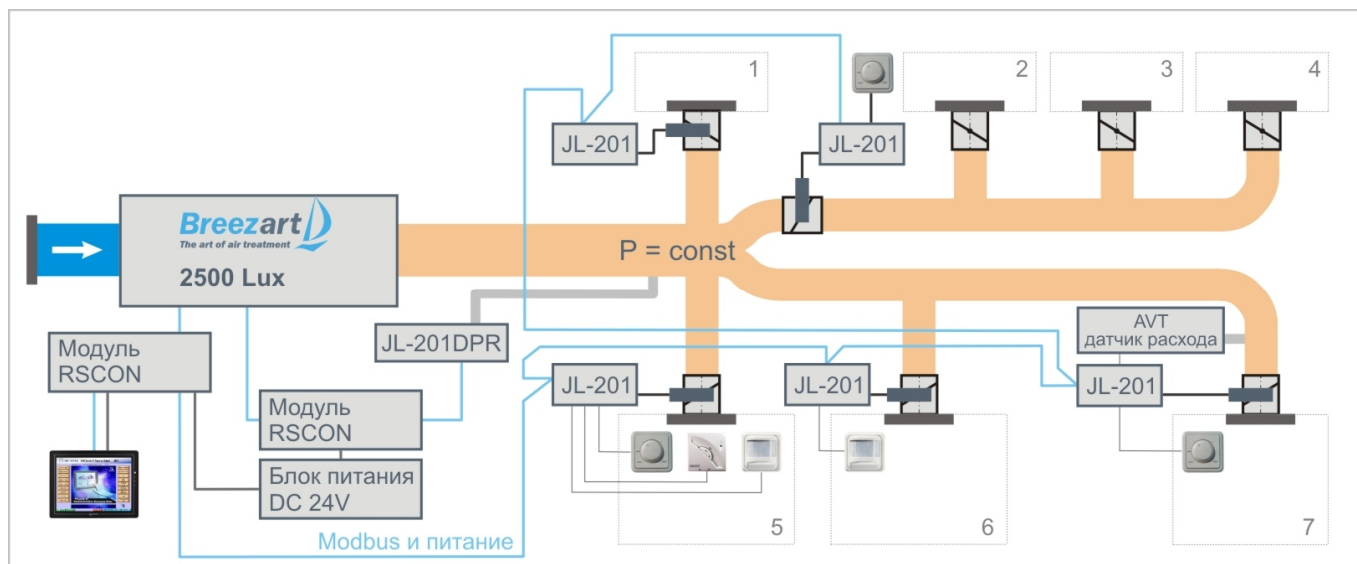 1
2
3
4
JL-201
JL-201
Breezart
The art of air treatment
2500 Lux
P = const
AVT
датчик расхода
JL-201DPR
Модуль
RSCON
JL-201
JL-201
JL-201
Модуль
RSCON
Блок питания
DC 24V
Modbus и питание
5
6
7